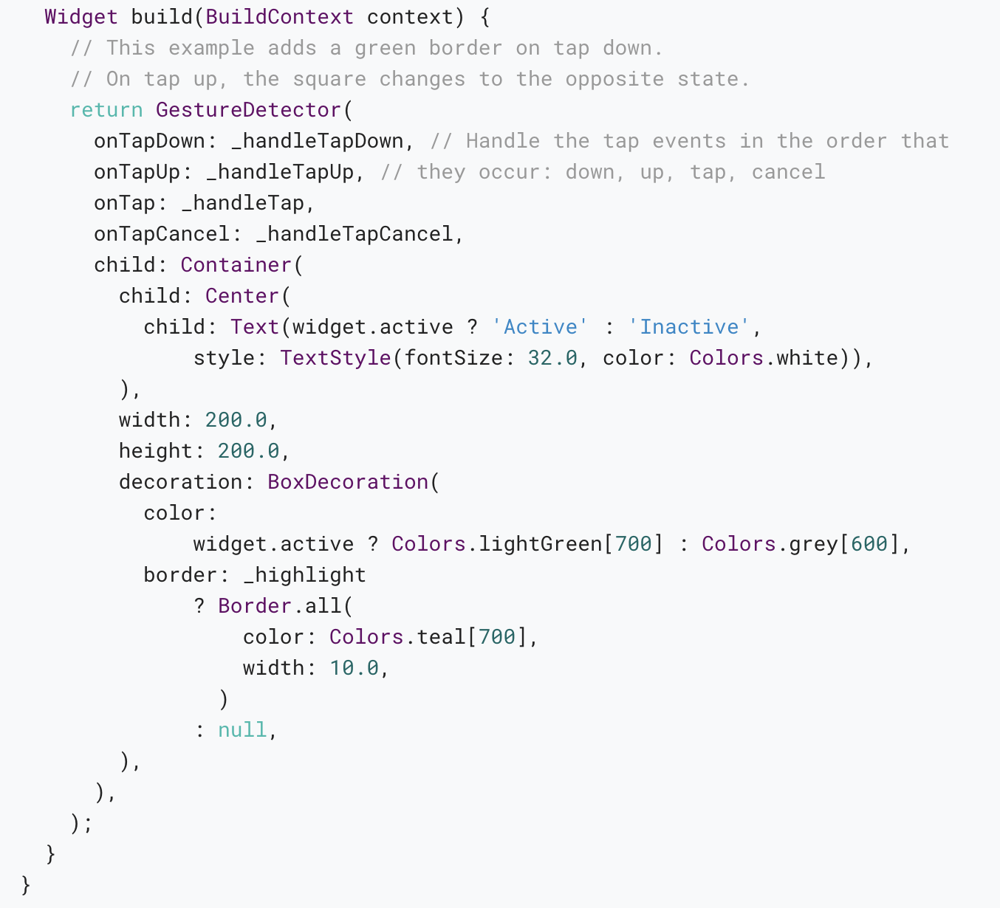 Widget build(BuildContext context) {
// This example adds a green border on tap down.
// On tap up, the square changes to the opposite state.
return GestureDetector(
onTapDown: _handleTapDown, // Handle the tap events in the order that
onTapUp: _handleTapUp, // they occur: down, up, tap, cancel
onTap: _handleTap,
onTapCancel: _handleTapCancel,
child: Container(
child: Center(
child: Text(widget.active ? 'Active' : 'Inactive',
style: TextStyle(fontSize: 32.0, color: Colors.white)),
),
width: 200.0,
height: 200.0,
decoration: BoxDecoration(
color:
widget.active ? Colors.lightGreen[700] : Colors.grey[600],
border: _highlight
? Border.all(
color: Colors.teal[700],
width: 10.0,
)
: null,
),
),
);
}
}